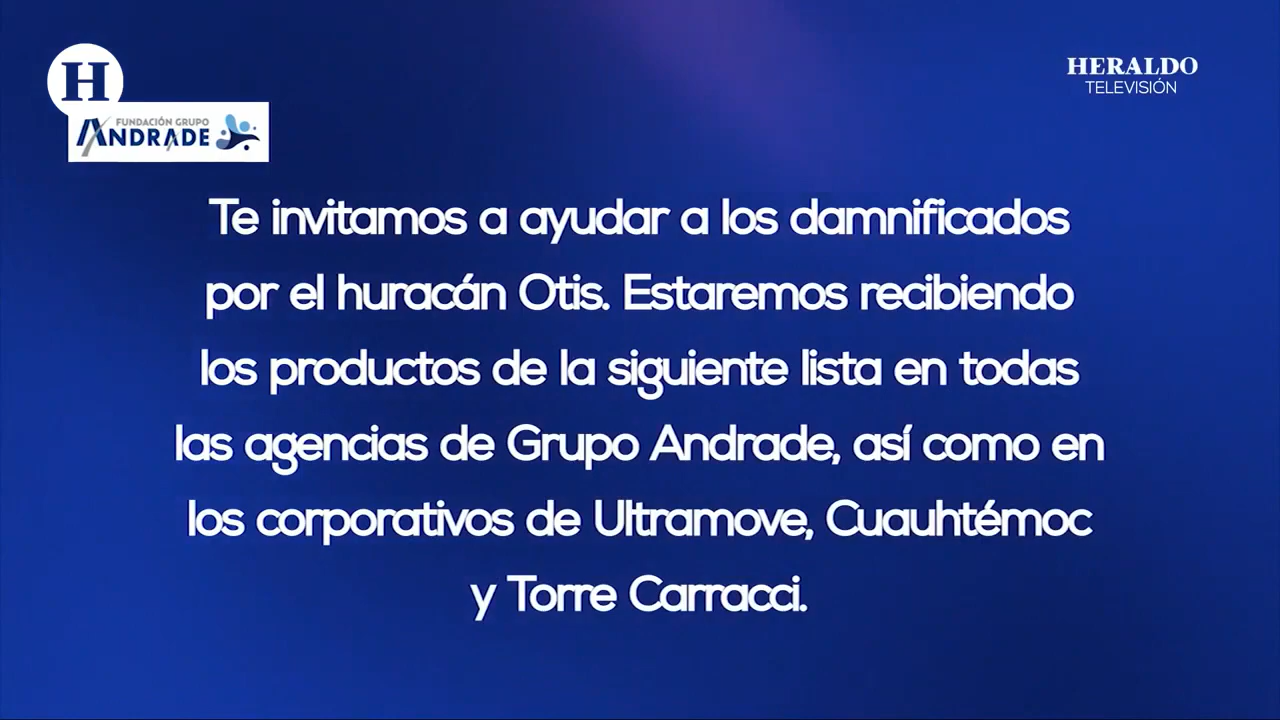 H
HERALDO
TELEVISIÓN
FUNDACIÓN GRUPO
ANDRADE
Te invitamos a ayudar a los damnificados
por el huracán Otis. Estaremos recibiendo
los productos de la siguiente lista en todas
las agencias de Grupo Andrade, así como en
los corporativos de Ultramove, Cuauhtémoc
y Torre Carracci.